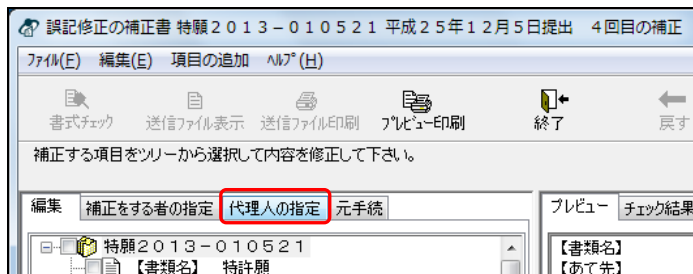 誤記修正の補正書 特願２０１３－０１０５２１ 平成２５年１２月５日提出　４回目の補正
ﾌｧｲﾙ(F)　編集(E)　項目の追加　ﾍﾙﾌﾟ(H)
書式ﾁｪｯｸ　送信ﾌｧｲﾙ表示　送信ﾌｧｲﾙ印刷　ﾌﾟﾚﾋﾞｭｰ印刷　終了　戻す
補正する項目をﾂﾘｰから選択して内容を修正して下さい。
編集　補正をする者の指定　代理人の指定　元手続　プレビュー　チェック結果
特願２０１３－０１０５２１　【書類名】
【書類名】　特許願　【あて先】